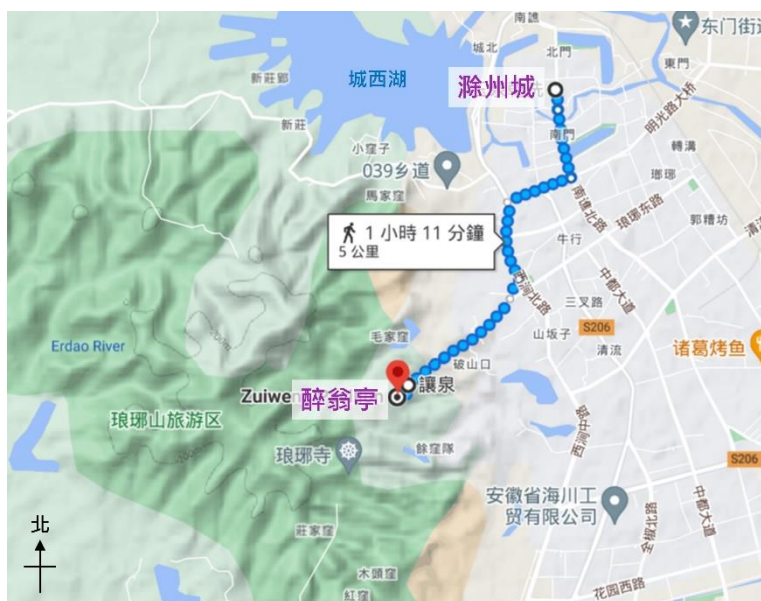 南譙
东门街道
城北
北門
東門
新莊郢
城西湖
滁州城
明光路大桥
新莊
南門
小窪子
轉溝
039乡道
瑯琊
馬家窪
南譙北路
琅琊东路
郭糟坊
1 小時 11 分鐘
5 公里
牛行
西涧北路
中都大道
三叉路
S206
毛家窪
山坂子
清流
诸葛烤鱼
Erdao River
破山口
讓泉
Zuiwen
醉翁亭
琅琊山旅游区
西涧中路
琅琊寺
餘窪隊
S206
安徽省海川工
贸有限公司
中都大道
全椒北路
北
莊家窪
木頭窪
紅窪
花园西路